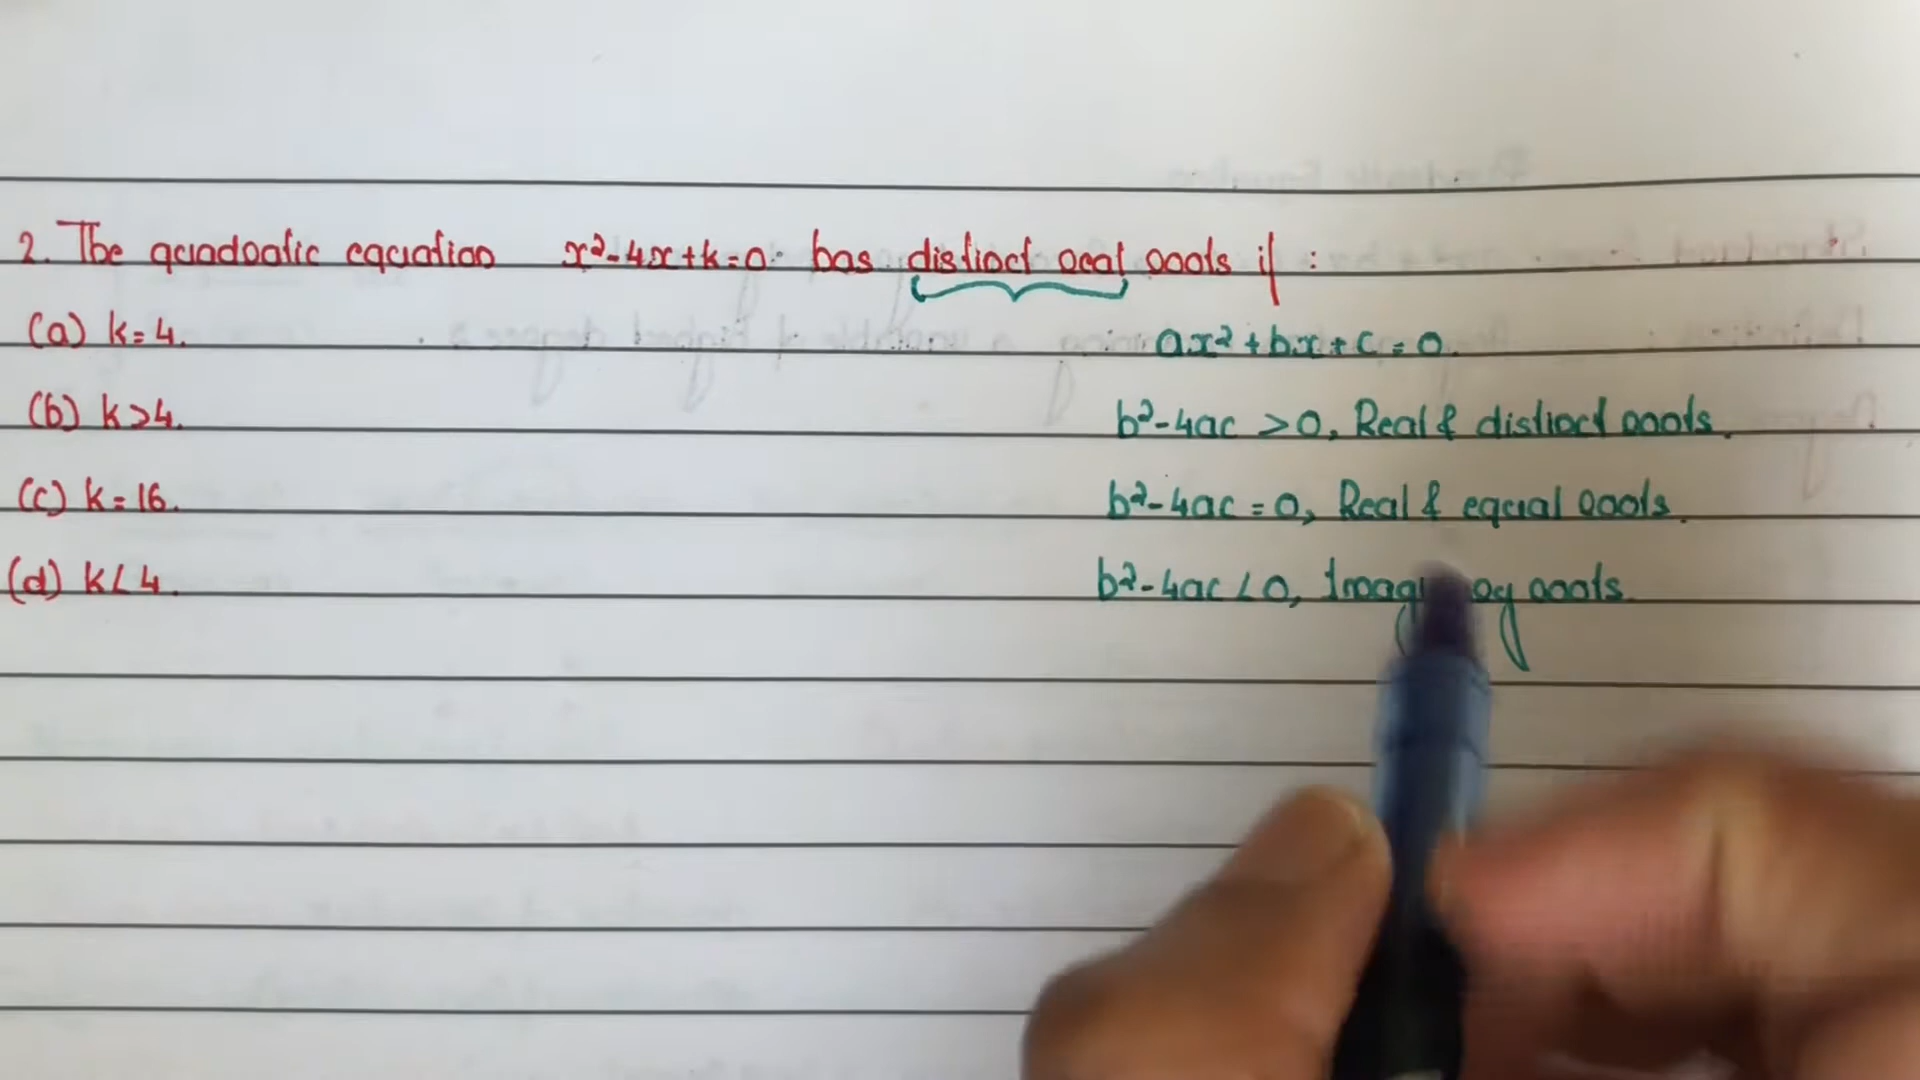 2. The quadratic equation x²-4x+k=0. has distinct real roots if :
(a) k=4.
ax²+bx+c=0.
(b) k>4.
b²-4ac >0, Real & distinct roots.
(c) k=16.
b²-4ac =0, Real & equal roots.
(d) k<4.
b²-4ac <0, roots.